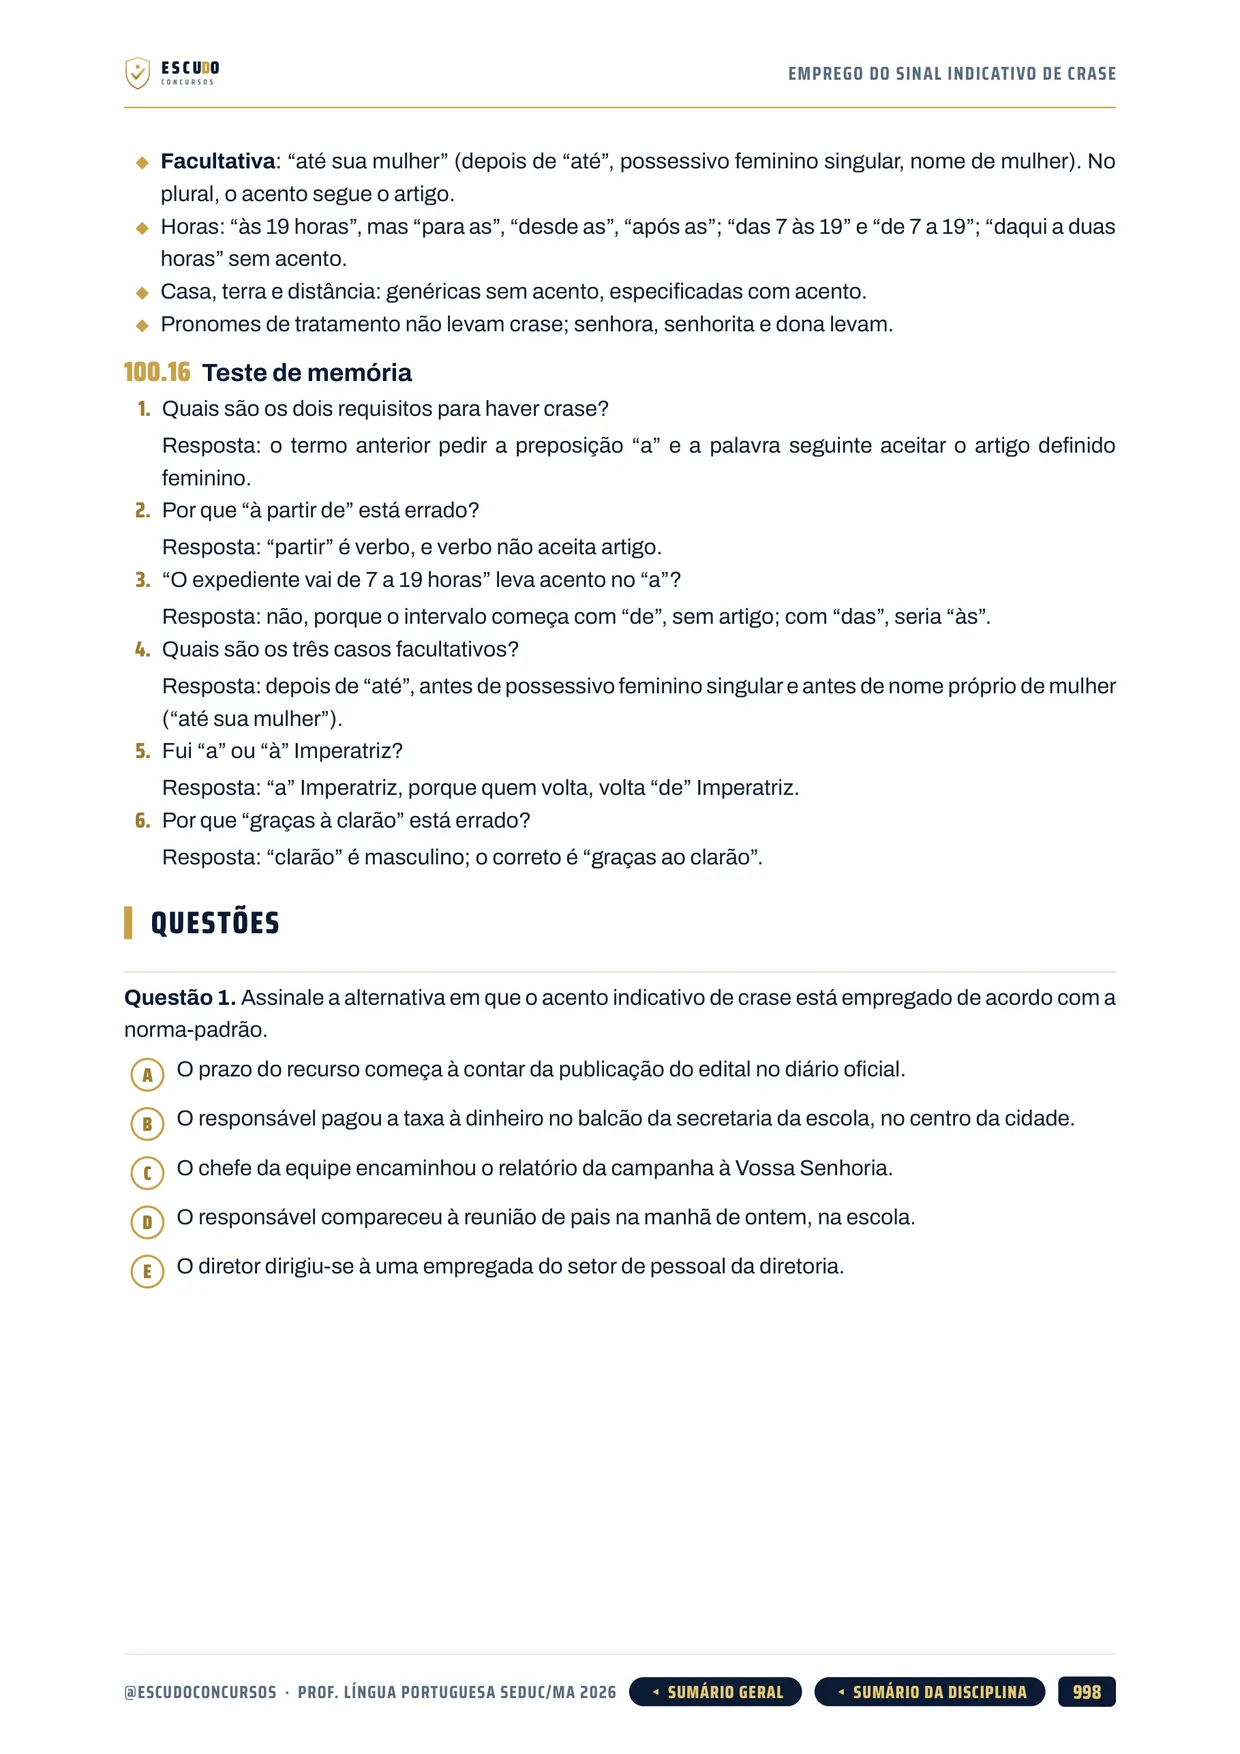 ESCUDO
CONCURSOS
EMPREGO DO SINAL INDICATIVO DE CRASE
Facultativa: “até sua mulher” (depois de “até”, possessivo feminino singular, nome de mulher). No
plural, o acento segue o artigo.
Horas: “às 19 horas”, mas “para as”, “desde as”, “após as”; “das 7 às 19” e “de 7 a 19”; “daqui a duas
horas” sem acento.
Casa, terra e distância: genéricas sem acento, especificadas com acento.
Pronomes de tratamento não levam crase; senhora, senhorita e dona levam.
100.16 Teste de memória
1. Quais são os dois requisitos para haver crase?
Resposta: o termo anterior pedir a preposição “a” e a palavra seguinte aceitar o artigo definido
feminino.
2. Por que “à partir de” está errado?
Resposta: “partir” é verbo, e verbo não aceita artigo.
3. “O expediente vai de 7 a 19 horas” leva acento no “a”?
Resposta: não, porque o intervalo começa com “de”, sem artigo; com “das”, seria “às”.
4. Quais são os três casos facultativos?
Resposta: depois de “até”, antes de possessivo feminino singular e antes de nome próprio de mulher
(“até sua mulher”).
5. Fui “a” ou “à” Imperatriz?
Resposta: “a” Imperatriz, porque quem volta, volta “de” Imperatriz.
6. Por que “graças à clarão” está errado?
Resposta: “clarão” é masculino; o correto é “graças ao clarão”.
QUESTÕES
Questão 1. Assinale a alternativa em que o acento indicativo de crase está empregado de acordo com a
norma-padrão.
A O prazo do recurso começa à contar da publicação do edital no diário oficial.
B O responsável pagou a taxa à dinheiro no balcão da secretaria da escola, no centro da cidade.
C O chefe da equipe encaminhou o relatório da campanha à Vossa Senhoria.
D O responsável compareceu à reunião de pais na manhã de ontem, na escola.
E O diretor dirigiu-se à uma empregada do setor de pessoal da diretoria.
@ESCUDOCONCURSOS · PROF. LÍNGUA PORTUGUESA SEDUC/MA 2026 SUMÁRIO GERAL SUMÁRIO DA DISCIPLINA 998